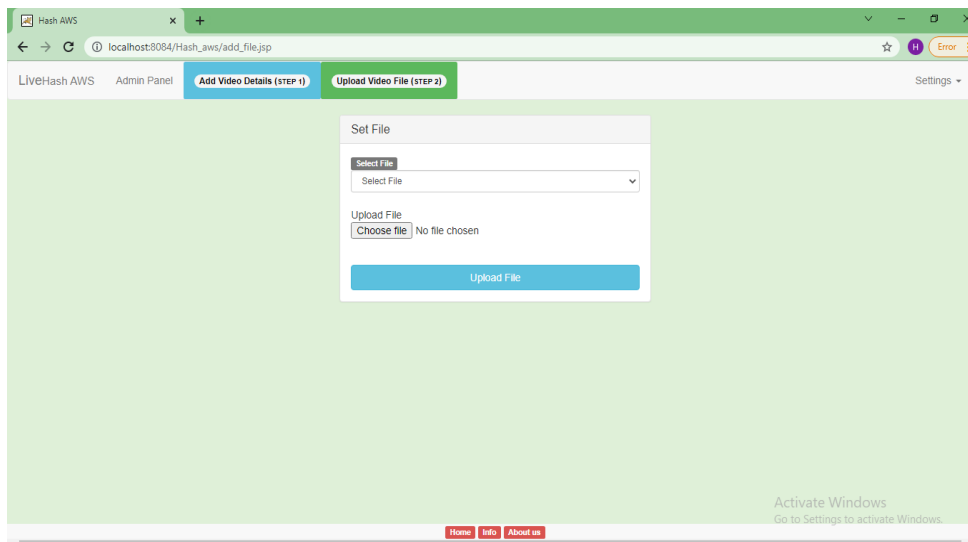 Hash AWS
localhost:8084/Hash_aws/add_file.jsp
H
Error
LiveHash AWS Admin Panel Add Video Details (STEP 1) Upload Video File (STEP 2) Settings
Set File
Select File
Select File
Upload File
Choose file No file chosen
Upload File
Activate Windows
Go to Settings to activate Windows.
Home Info About us